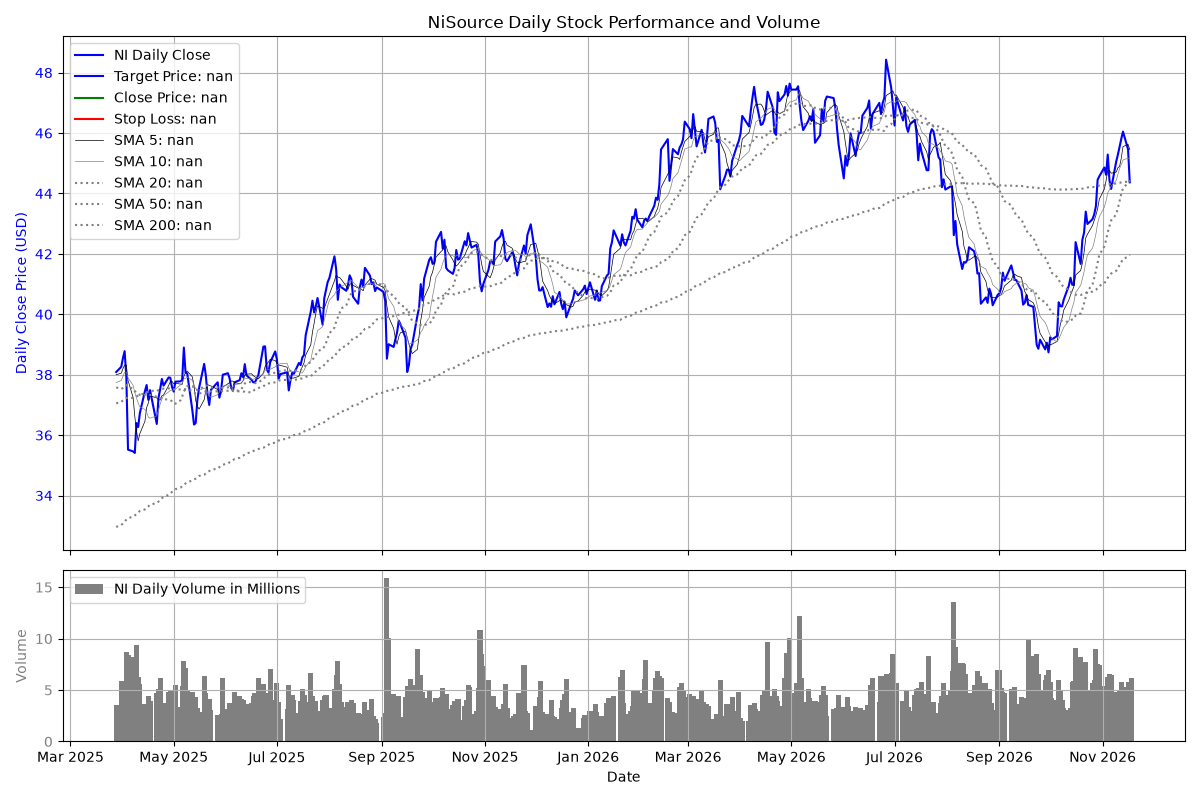 NiSource Daily Stock Performance and Volume
NI Daily Close
Target Price: nan
Close Price: nan
Stop Loss: nan
SMA 5: nan
SMA 10: nan
SMA 20: nan
SMA 50: nan
SMA 200: nan
Daily Close Price (USD)
48
46
44
42
40
38
36
34
NI Daily Volume in Millions
Volume
15
10
5
0
Mar 2025
May 2025
Jul 2025
Sep 2025
Nov 2025
Jan 2026
Mar 2026
May 2026
Jul 2026
Sep 2026
Nov 2026
Date